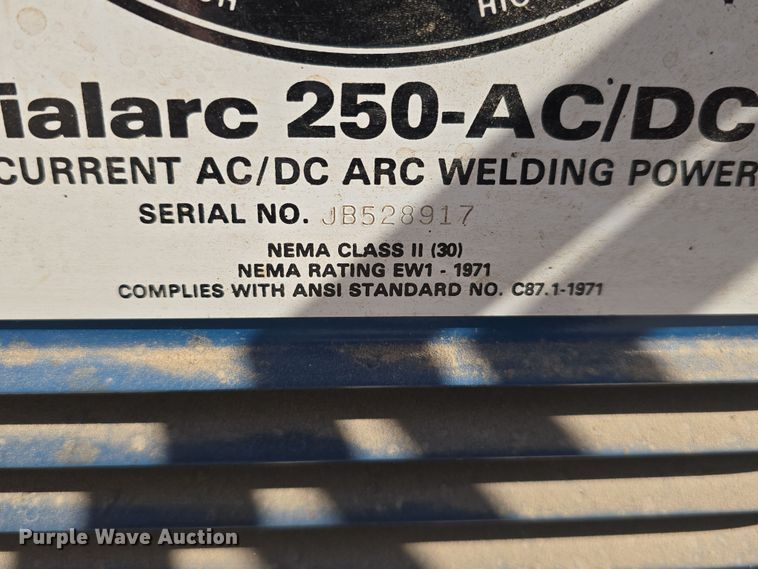 ialarc 250-AC/DC
CURRENT AC/DC ARC WELDING POWER
SERIAL NO. JB528917
NEMA CLASS II (30)
NEMA RATING EW1 - 1971
COMPLIES WITH ANSI STANDARD NO. C87.1-1971
Purple Wave Auction